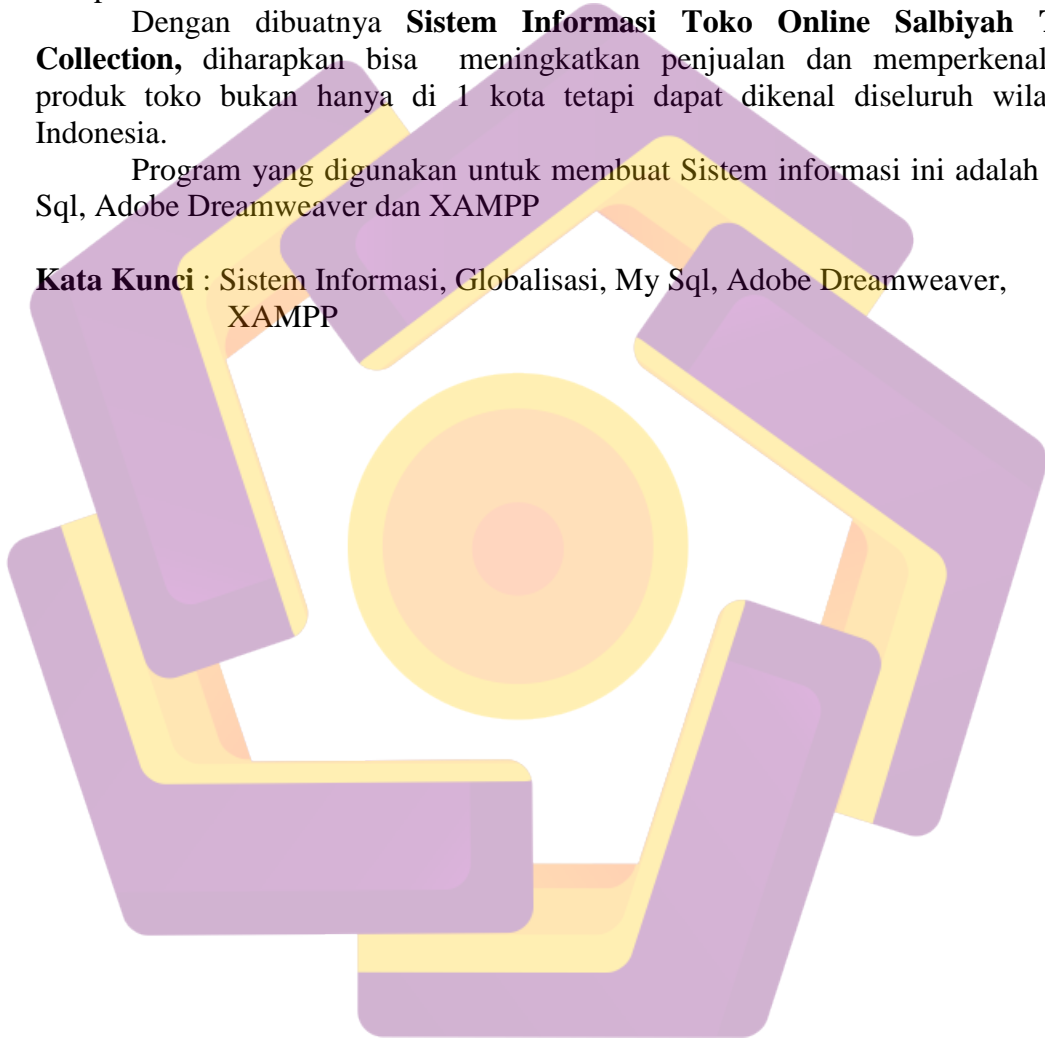 Dengan dibuatnya Sistem Informasi Toko Online Salbiyah
Collection, diharapkan bisa meningkatkan penjualan dan
produk toko bukan hanya di 1 kota tetapi dapat dikenal diseluruh
Indonesia.
Program yang digunakan untuk membuat Sistem informasi ini adalah
Sql, Adobe Dreamweaver dan XAMPP
Kata Kunci : Sistem Informasi, Globalisasi, My Sql, Adobe Dreamweaver,
XAMPP